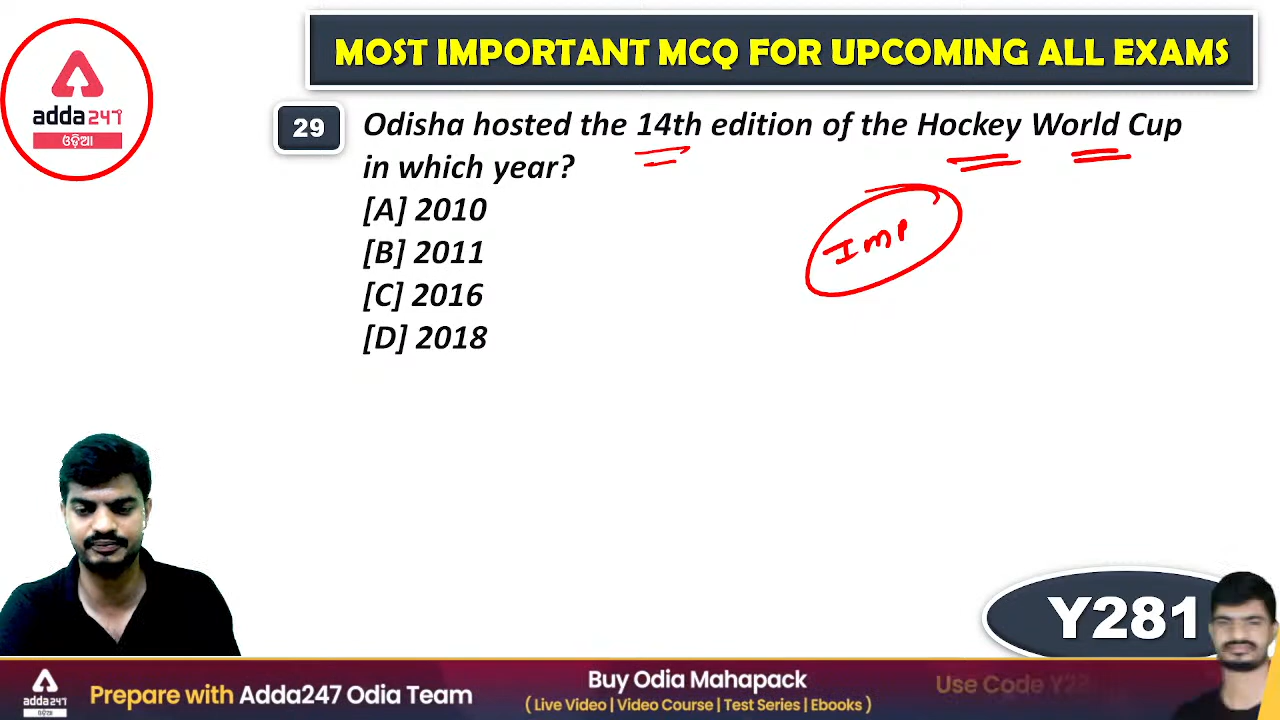 MOST IMPORTANT MCQ FOR UPCOMING ALL EXAMS
adda247
ଓଡ଼ିଆ
29
Odisha hosted the 14th edition of the Hockey World Cup
in which year?
[A] 2010
[B] 2011
[C] 2016
[D] 2018
Imp
Y281
adda247
ଓଡ଼ିଆ
Prepare with Adda247 Odia Team
Buy Odia Mahapack
( Live Video | Video Course | Test Series | Ebooks )
Use Code Y28